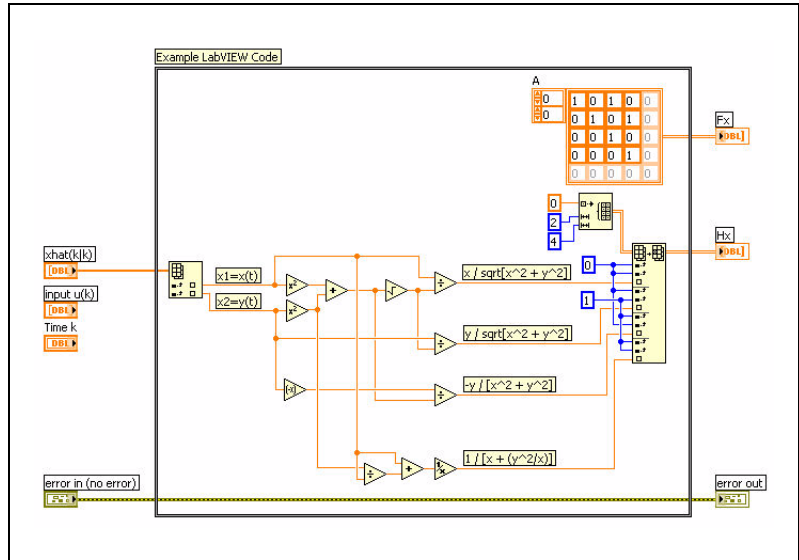 Example LabVIEW Code
A
0
0
1 0 1 0 0
0 1 0 1 0
0 0 1 0 0
0 0 0 1 0
0 0 0 0 0
Fx
DBL]
0
2
4
Hx
DBL]
xhat(k|k)
[DBL
x1=x(t)
x2=y(t)
input u(k)
[DBL
Time k
DBL
x²
x²
+
√
÷
x / sqrt[x^2 + y^2]
0
1
÷
y / sqrt[x^2 + y^2]
(-x)
÷
-y / [x^2 + y^2]
÷
+
1/x
1 / [x + (y^2/x)]
error in (no error)
error out